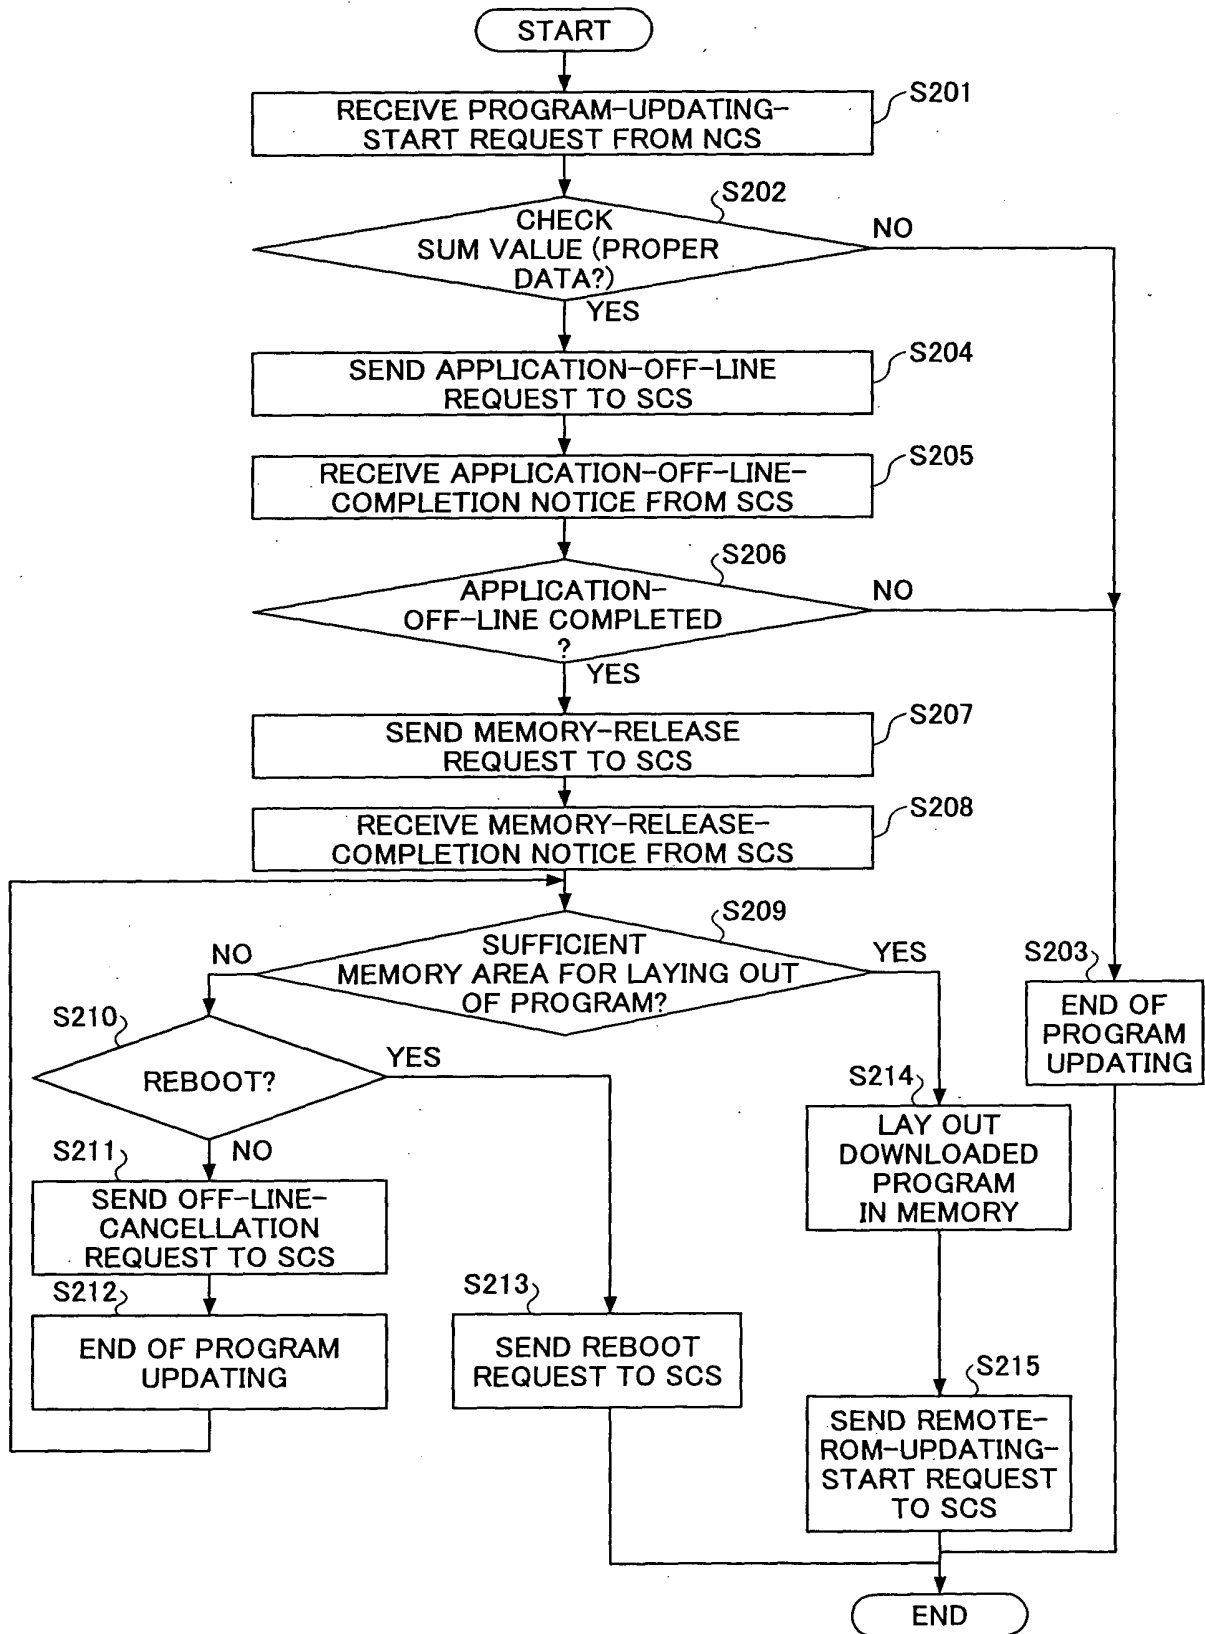 START
S201
RECEIVE PROGRAM-UPDATING-
START REQUEST FROM NCS
S202
CHECK
SUM VALUE (PROPER
DATA?)
NO
YES
S204
SEND APPLICATION-OFF-LINE
REQUEST TO SCS
S205
RECEIVE APPLICATION-OFF-LINE-
COMPLETION NOTICE FROM SCS
S206
APPLICATION-
OFF-LINE COMPLETED
?
NO
YES
S207
SEND MEMORY-RELEASE
REQUEST TO SCS
S208
RECEIVE MEMORY-RELEASE-
COMPLETION NOTICE FROM SCS
S209
SUFFICIENT
MEMORY AREA FOR LAYING OUT
OF PROGRAM?
NO
YES
S203
END OF
PROGRAM
UPDATING
S210
REBOOT?
YES
NO
S214
LAY OUT
DOWNLOADED
PROGRAM
IN MEMORY
S211
SEND OFF-LINE-
CANCELLATION
REQUEST TO SCS
S212
END OF PROGRAM
UPDATING
S213
SEND REBOOT
REQUEST TO SCS
S215
SEND REMOTE-
ROM-UPDATING-
START REQUEST
TO SCS
END